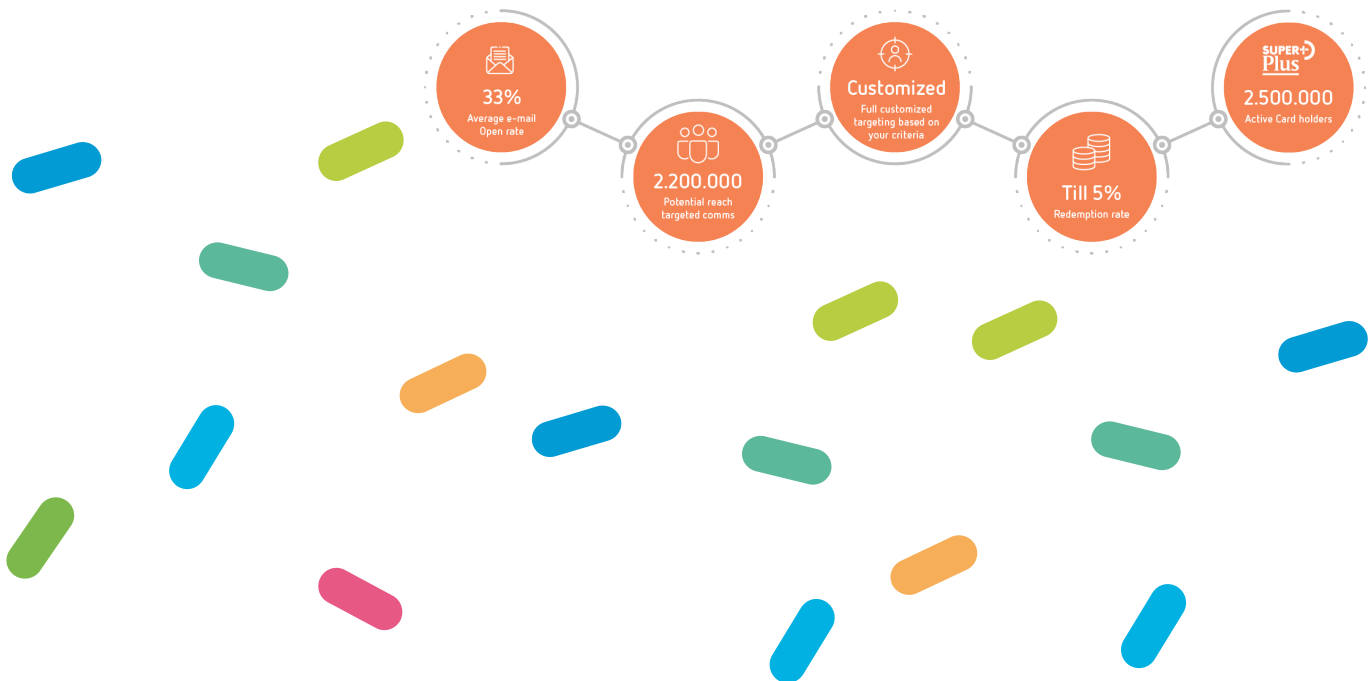 33%
Average e-mail
Open rate
2.200.000
Potential reach
targeted comms
Customized
Full customized
targeting based on
your criteria
Till 5%
Redemption rate
SUPER+
Plus
2.500.000
Active Card holders